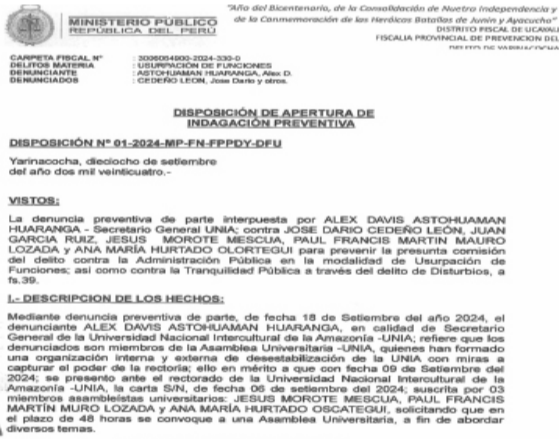 "Año del Bicentenario, de la Consolidación de Nuestra Independencia y
de la Conmemoración de las Heróicas Batallas de Junín y Ayacucho"
MINISTERIO PÚBLICO
REPÚBLICA DEL PERÚ
DISTRITO FISCAL DE UCAYALI
FISCALIA PROVINCIAL DE PREVENCION DEL
DELITO DE YARINACOCHA
CARPETA FISCAL Nº : 3006064900-2024-330-0
DELITOS MATERIA : USURPACIÓN DE FUNCIONES
DENUNCIANTE : ASTOHUAMAN HUARANGA, Alex D.
DENUNCIADOS : CEDEÑO LEON, Jose Dario y otros.
DISPOSICIÓN DE APERTURA DE
INDAGACIÓN PREVENTIVA
DISPOSICIÓN Nº 01-2024-MP-FN-FPPDY-DFU
Yarinacocha, dieciocho de setiembre
del año dos mil veinticuatro.-
VISTOS:
La denuncia preventiva de parte interpuesta por ALEX DAVIS ASTOHUAMAN
HUARANGA - Secretario General UNIA; contra JOSE DARIO CEDEÑO LEÓN, JUAN
GARCIA RUIZ, JESUS MOROTE MESCUA, PAUL FRANCIS MARTIN MAURO
LOZADA y ANA MARÍA HURTADO OLORTEGUI para prevenir la presunta comisión
del delito contra la Administración Pública en la modalidad de Usurpación de
Funciones; asi como contra la Tranquilidad Pública a través del delito de Disturbios, a
fs.39.
I.- DESCRIPCION DE LOS HECHOS:
Mediante denuncia preventiva de parte, de fecha 18 de Setiembre del año 2024, el
denunciante ALEX DAVIS ASTOHUAMAN HUARANGA, en calidad de Secretario
General de la Universidad Nacional Intercultural de la Amazonía -UNIA; refiere que los
denunciados son miembros de la Asamblea Universitaria -UNIA, quienes han formado
una organización interna y externa de desestabilización de la UNIA con miras a
capturar el poder de la rectoría; ello en mérito a que con fecha 09 de Setiembre del
2024; se presento ante el rectorado de la Universidad Nacional Intercultural de la
Amazonía -UNIA, la carta S/N, de fecha 06 de setiembre del 2024; suscrita por 03
miembros asambleístas universitarios: JESUS MOROTE MESCUA, PAUL FRANCIS
MARTÍN MURO LOZADA y ANA MARÍA HURTADO OSCATEGUI, solicitando que en
el plazo de 48 horas se convoque a una Asamblea Universitaria, a fin de abordar
diversos temas.